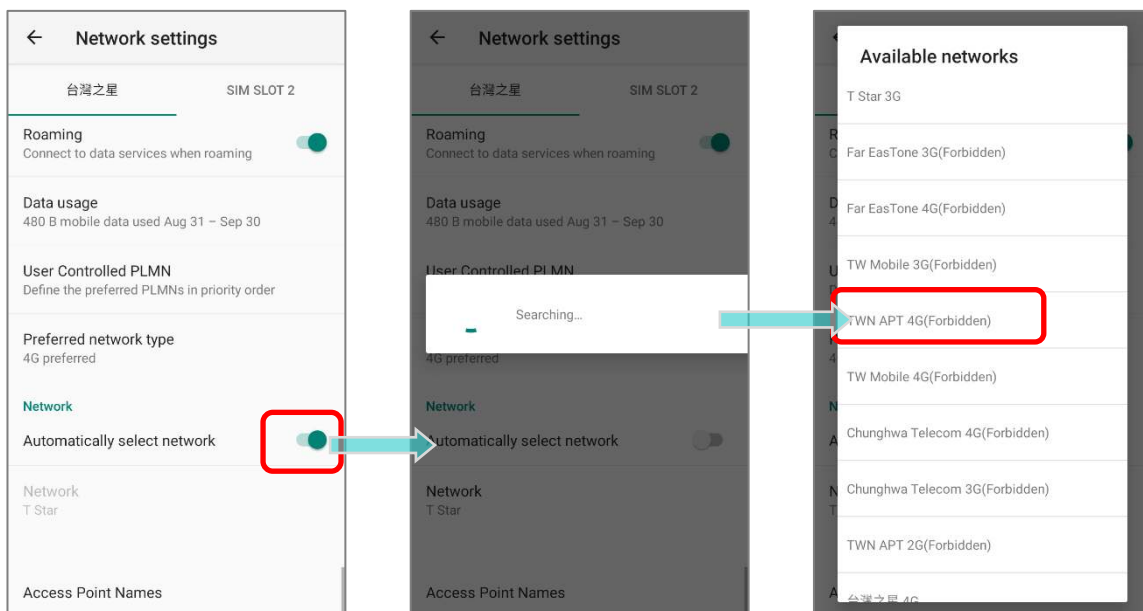 Network settings
台灣之星 SIM SLOT 2
Roaming
Connect to data services when roaming
Data usage
480 B mobile data used Aug 31 – Sep 30
User Controlled PLMN
Define the preferred PLMNs in priority order
Preferred network type
4G preferred
Network
Automatically select network
Network
T Star
Access Point Names
Network settings
台灣之星 SIM SLOT 2
Roaming
Connect to data services when roaming
Data usage
480 B mobile data used Aug 31 – Sep 30
User Controlled PLMN
Searching...
4G preferred
Network
Automatically select network
Network
T Star
Access Point Names
Available networks
T Star 3G
Far EasTone 3G(Forbidden)
Far EasTone 4G(Forbidden)
TW Mobile 3G(Forbidden)
TWN APT 4G(Forbidden)
TW Mobile 4G(Forbidden)
Chunghwa Telecom 4G(Forbidden)
Chunghwa Telecom 3G(Forbidden)
TWN APT 2G(Forbidden)
台灣之星 4G